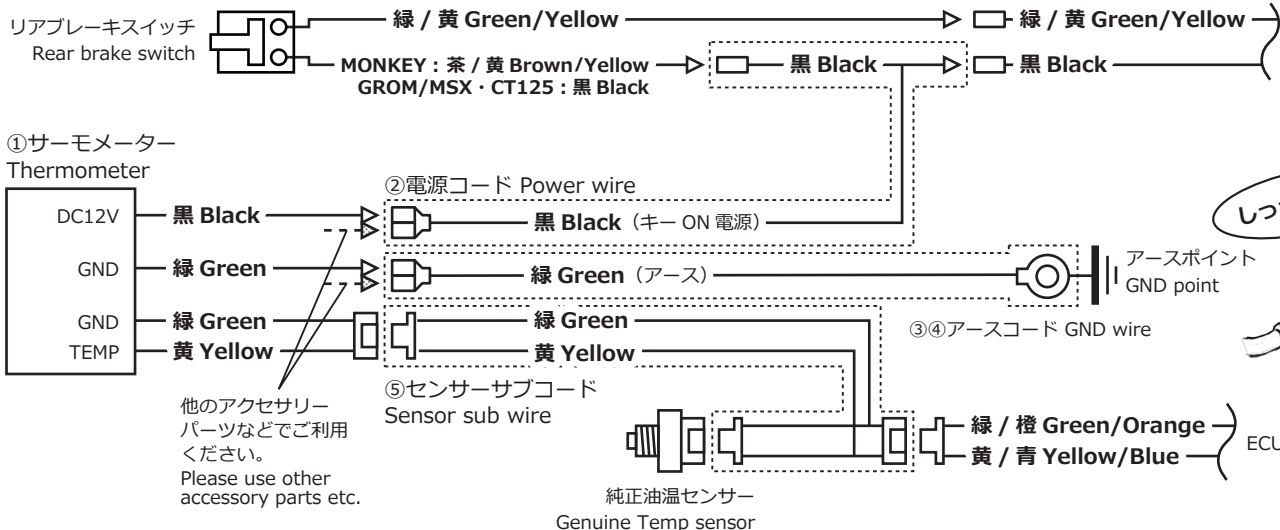 リアブレーキスイッチ
Rear brake switch
緑 / 黄 Green/Yellow
緑 / 黄 Green/Yellow
MONKEY : 茶 / 黄 Brown/Yellow
GROM/MSX・CT125 : 黒 Black
黒 Black
黒 Black
①サーモメーター
Thermometer
②電源コード Power wire
DC12V
黒 Black
黒 Black（キー ON 電源）
GND
緑 Green
緑 Green（アース）
アースポイント
GND point
GND
緑 Green
緑 Green
③④アースコード GND wire
TEMP
黄 Yellow
黄 Yellow
⑤センサーサブコード
Sensor sub wire
他のアクセサリー
パーツなどでご利用
ください。
Please use other
accessory parts etc.
緑 / 橙 Green/Orange
黄 / 青 Yellow/Blue
ECU
純正油温センサー
Genuine Temp sensor
しっ